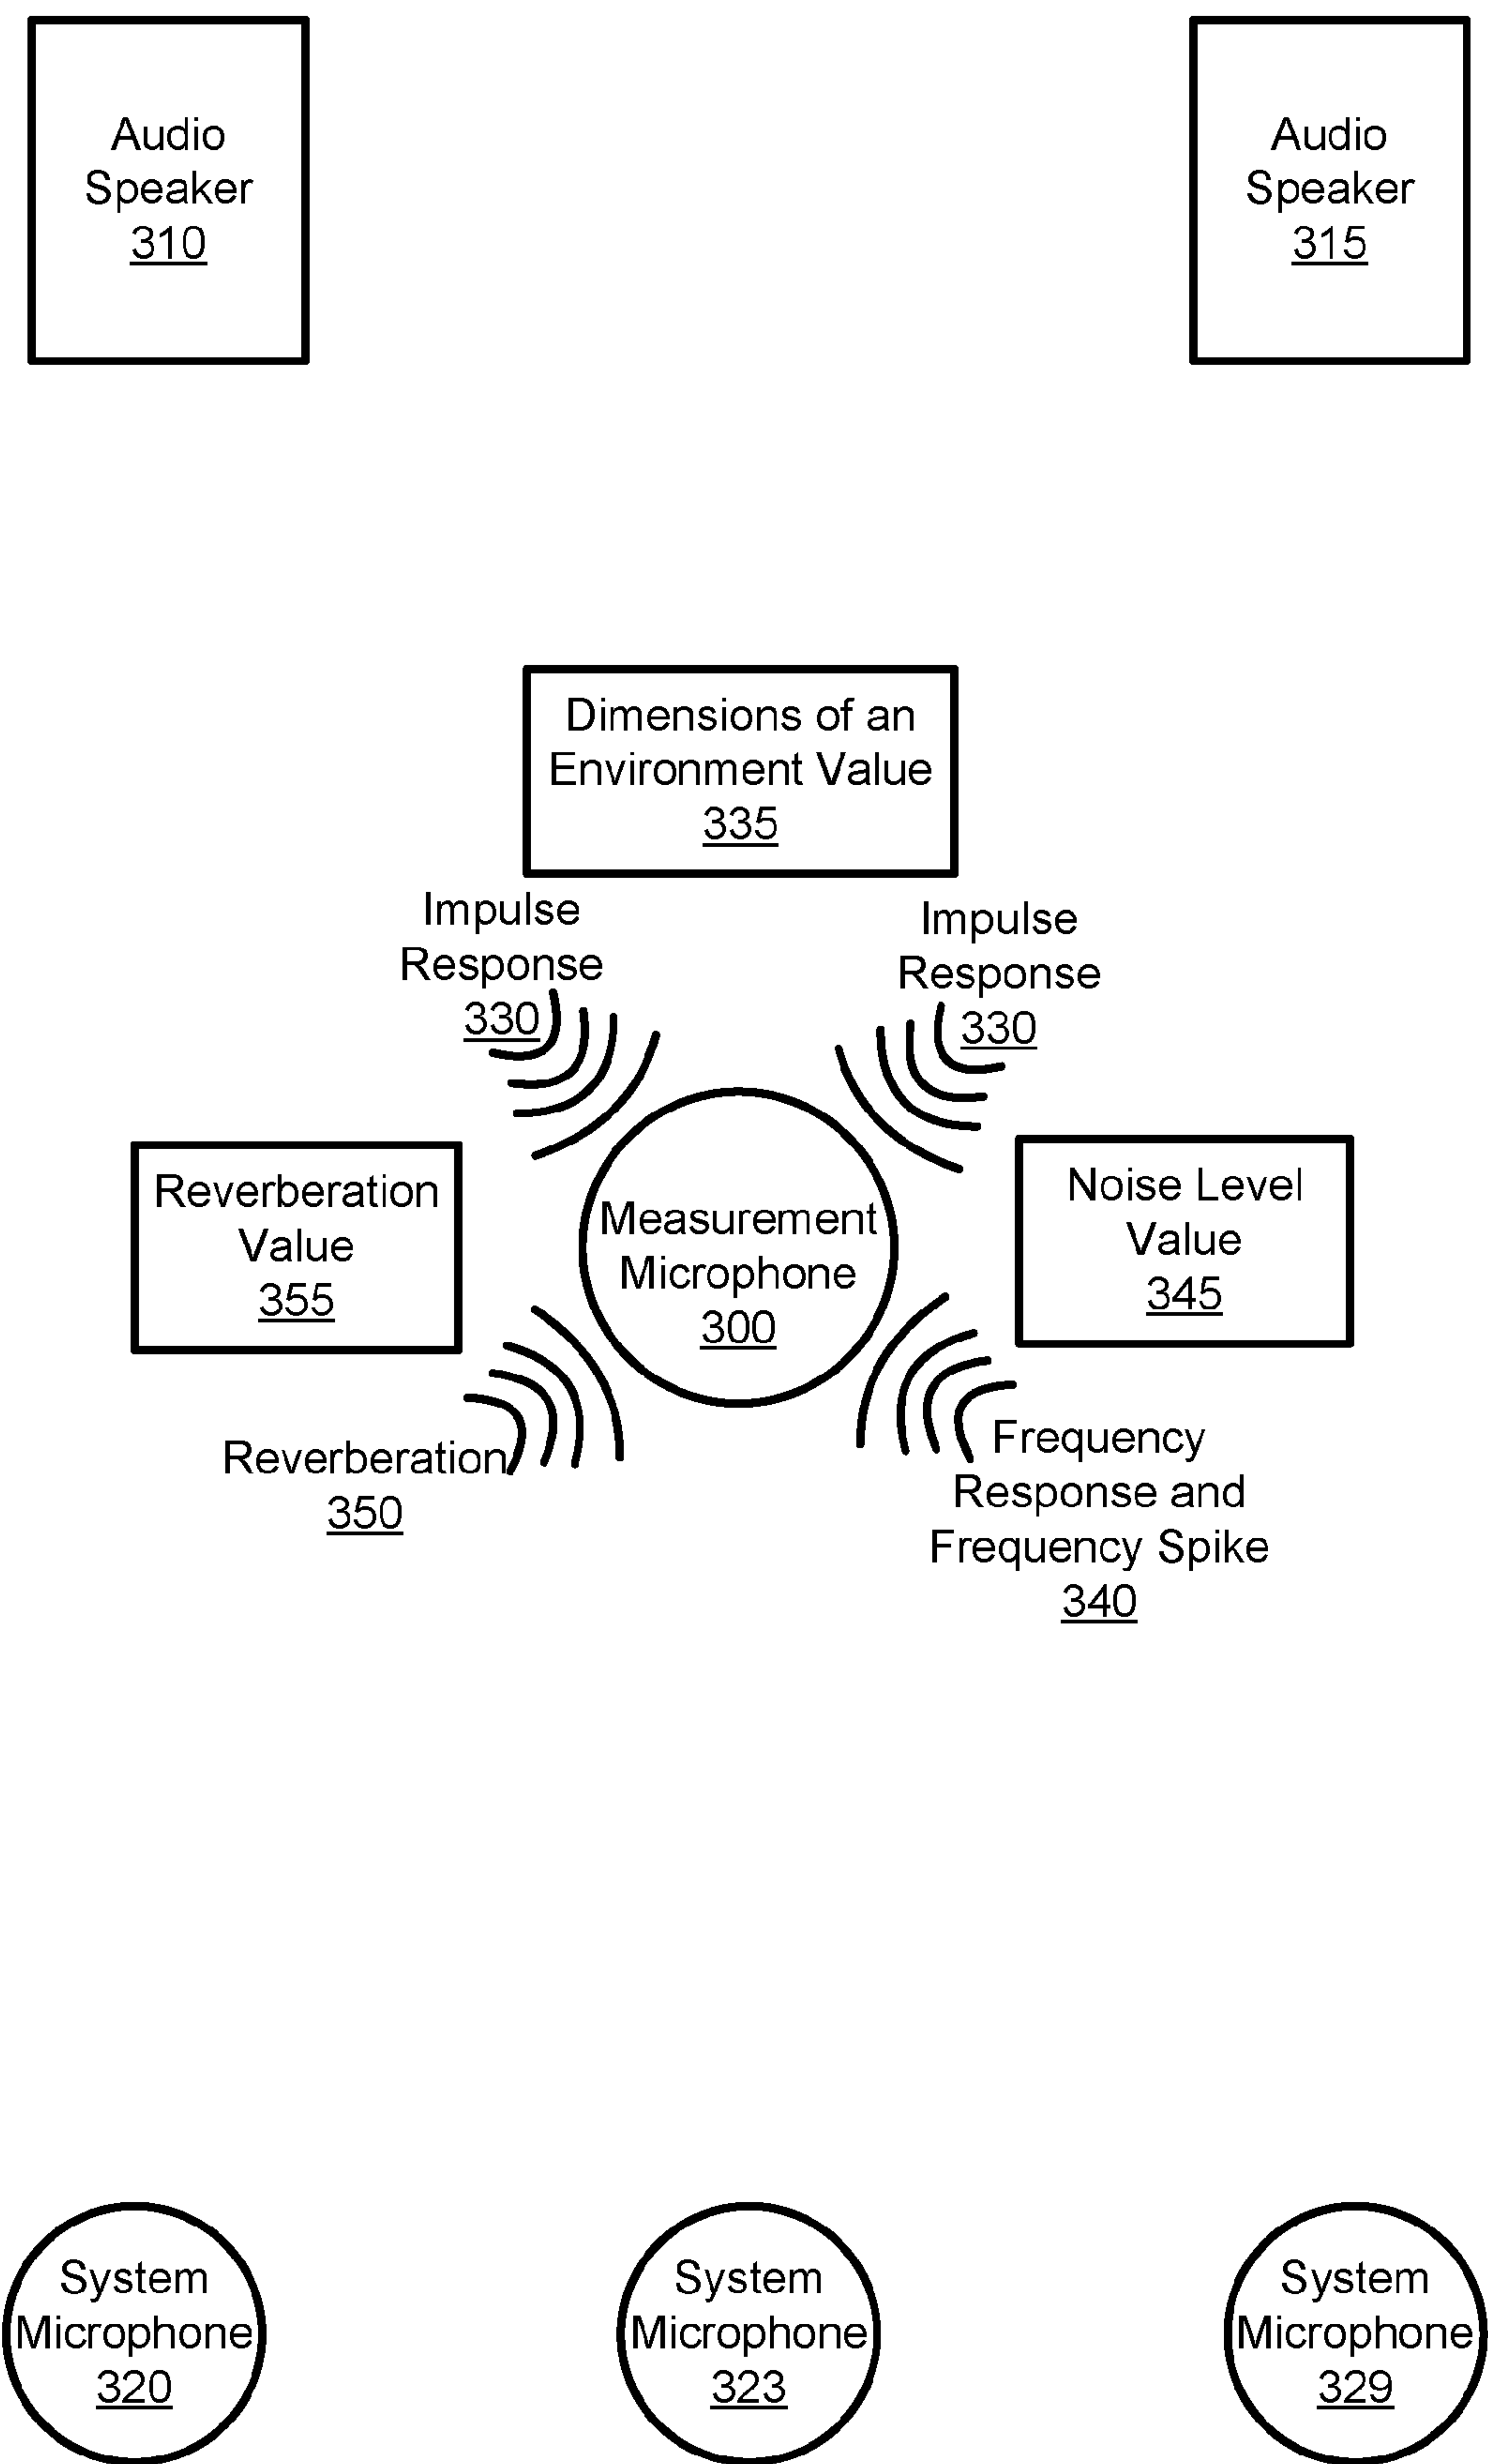 Audio
Speaker
310
Audio
Speaker
315
Dimensions of an
Environment Value
335
Impulse
Response
330
Impulse
Response
330
Reverberation
Value
355
Measurement
Microphone
300
Noise Level
Value
345
Reverberation
350
Frequency
Response and
Frequency Spike
340
System
Microphone
320
System
Microphone
323
System
Microphone
329